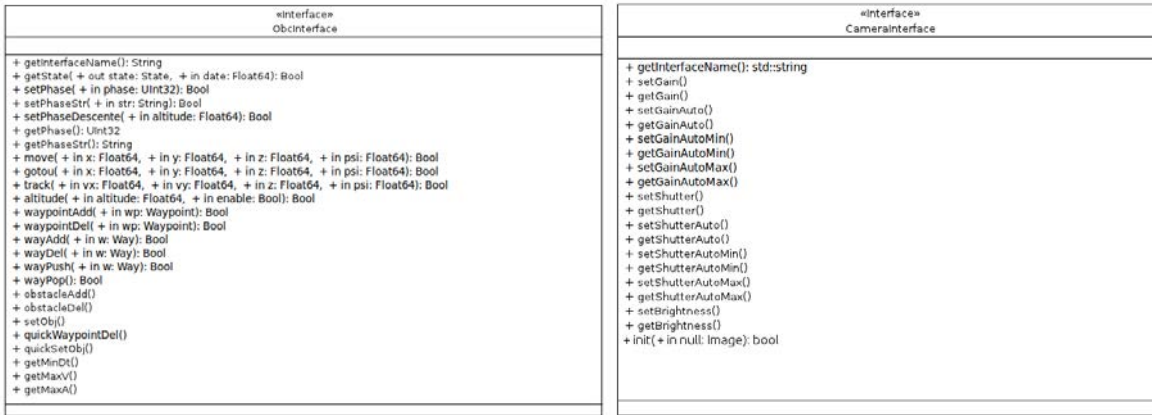 «Interface»
ObcInterface
+ getInterfaceName(): String
+ getState( + out state: State, + in date: Float64): Bool
+ setPhase( + in phase: UInt32): Bool
+ setPhaseStr( + in str: String): Bool
+ setPhaseDescente( + in altitude: Float64): Bool
+ getPhase(): UInt32
+ getPhaseStr(): String
+ move( + in x: Float64, + in y: Float64, + in z: Float64, + in psi: Float64): Bool
+ gotou( + in x: Float64, + in y: Float64, + in z: Float64, + in psi: Float64): Bool
+ track( + in vx: Float64, + in vy: Float64, + in z: Float64, + in psi: Float64): Bool
+ altitude( + in altitude: Float64, + in enable: Bool): Bool
+ waypointAdd( + in wp: Waypoint): Bool
+ waypointDel( + in wp: Waypoint): Bool
+ wayAdd( + in w: Way): Bool
+ wayDel( + in w: Way): Bool
+ wayPush( + in w: Way): Bool
+ wayPop(): Bool
+ obstacleAdd()
+ obstacleDel()
+ setObj()
+ quickWaypointDel()
+ quickSetObj()
+ getMinDt()
+ getMaxV()
+ getMaxA()
«Interface»
CameraInterface
+ getInterfaceName(): std::string
+ setGain()
+ getGain()
+ setGainAuto()
+ getGainAuto()
+ setGainAutoMin()
+ getGainAutoMin()
+ setGainAutoMax()
+ getGainAutoMax()
+ setShutter()
+ getShutter()
+ setShutterAuto()
+ getShutterAuto()
+ setShutterAutoMin()
+ getShutterAutoMin()
+ setShutterAutoMax()
+ getShutterAutoMax()
+ setBrightness()
+ getBrightness()
+ init( + in null: Image): bool